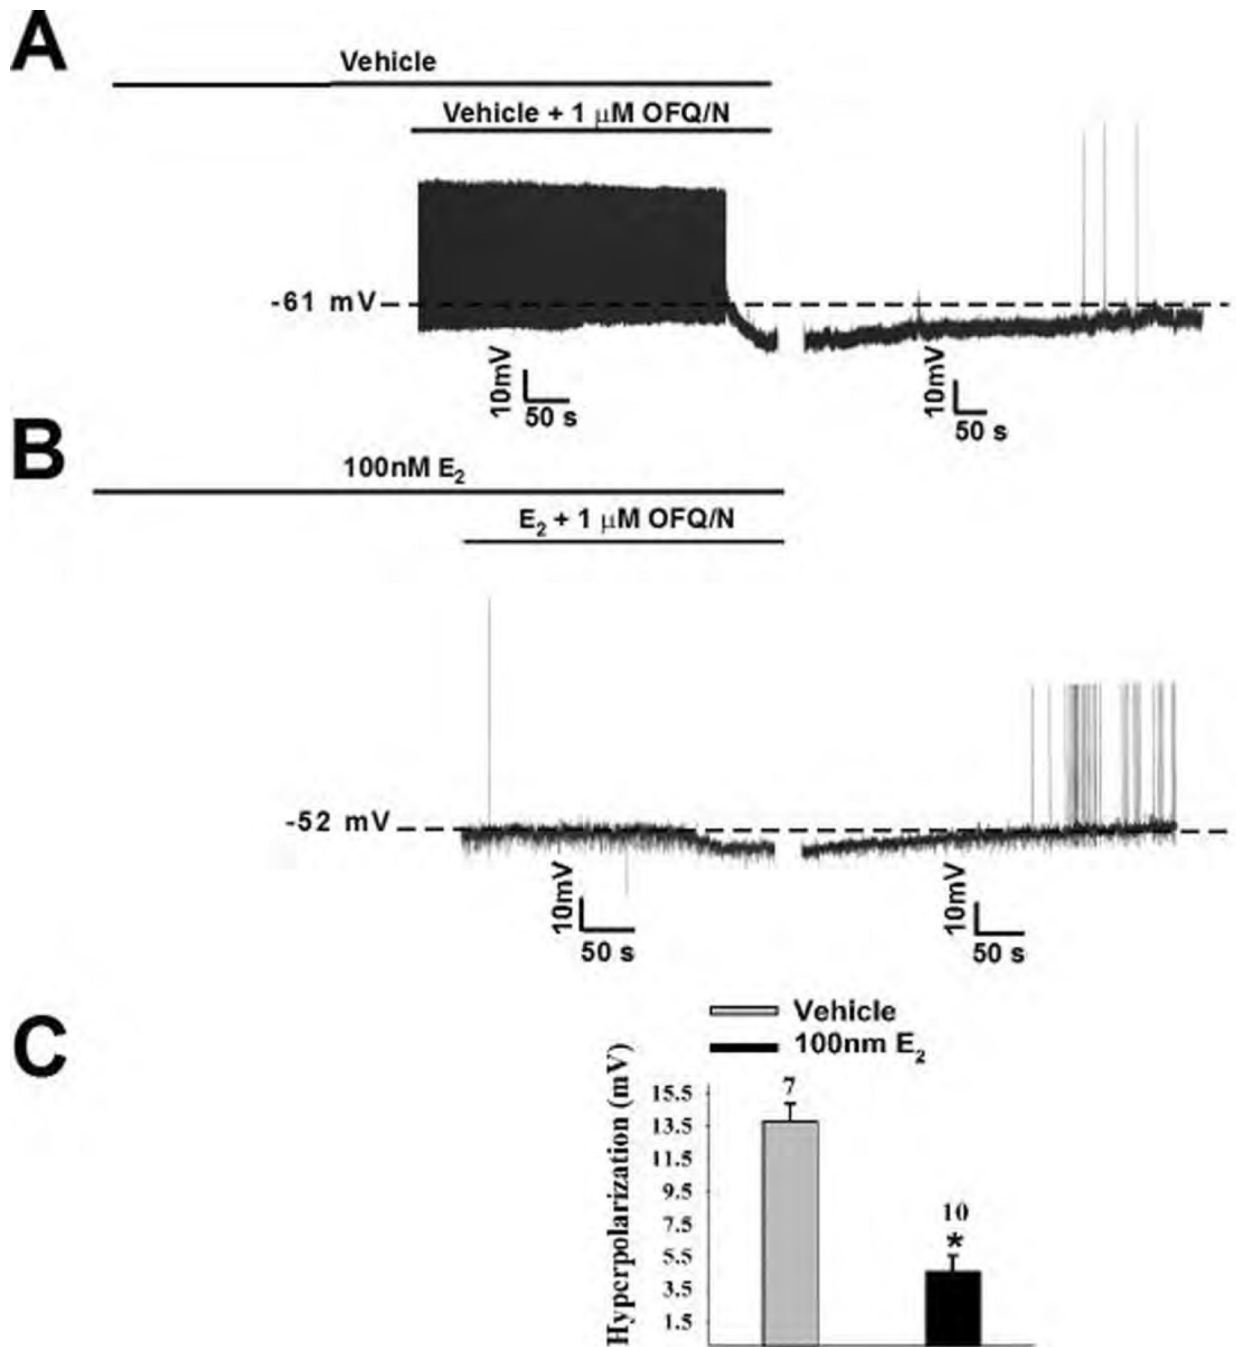 A
Vehicle
Vehicle + 1 μM OFQ/N
-61 mV
10mV
50 s
10mV
50 s
B
100nM E2
E2 + 1 μM OFQ/N
-52 mV
10mV
50 s
10mV
50 s
C
Vehicle
100nm E2
Hyperpolarization (mV)
15.5
13.5
11.5
9.5
7.5
5.5
3.5
1.5
7
10
*